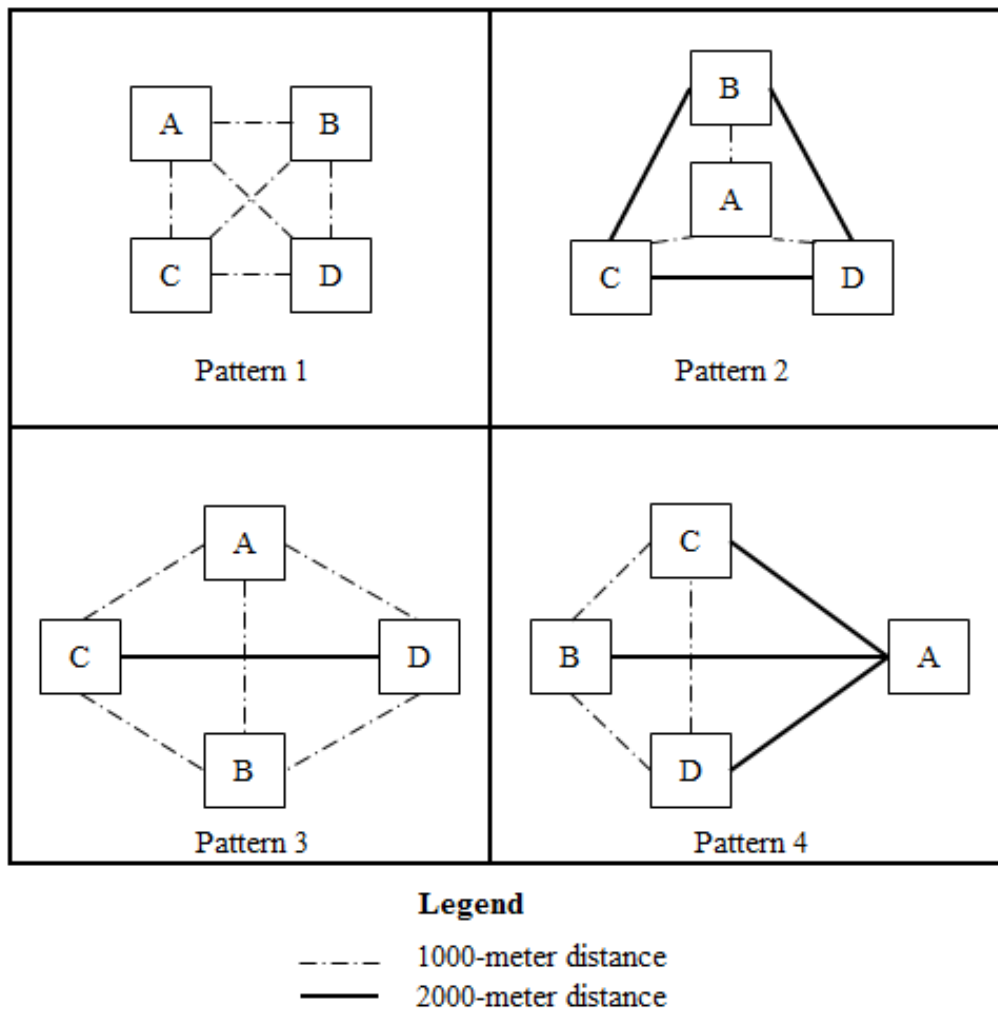 A B
C D
Pattern 1
B
A
C D
Pattern 2
A
C D
B
Pattern 3
C
B A
D
Pattern 4
Legend
1000-meter distance
2000-meter distance